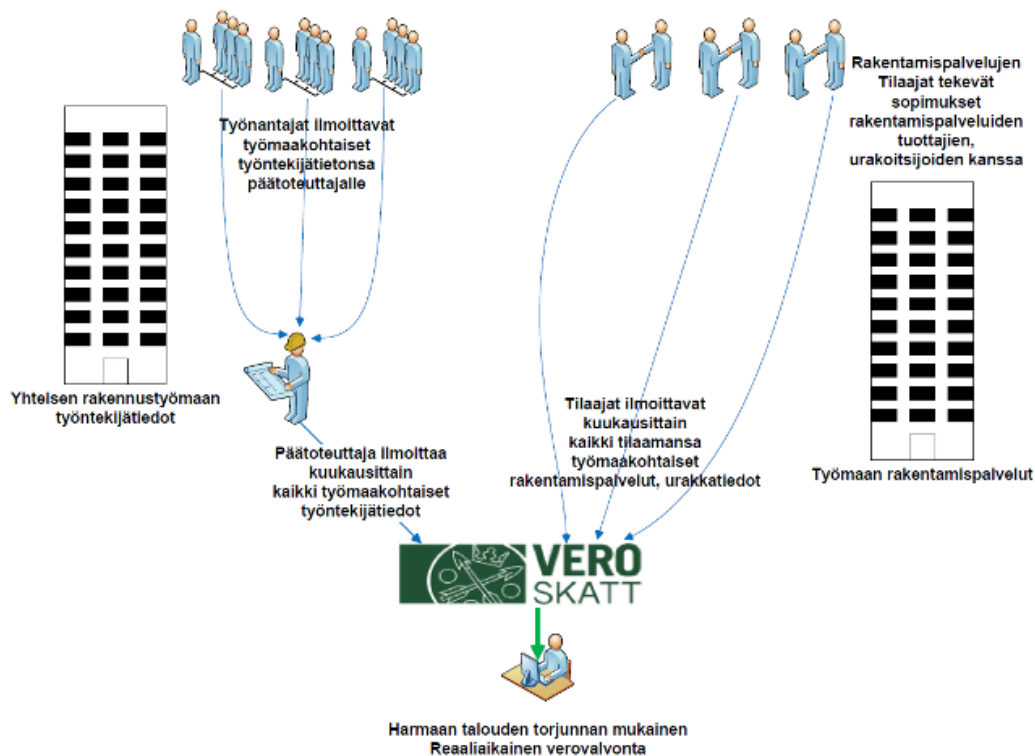 Työnantajat ilmoittavat
työmaakohtaiset
työntekijätietonsa
päätoteuttajalle
Rakentamispalvelujen
Tilaajat tekevät
sopimukset
rakentamispalveluiden
tuottajien,
urakoitsijoiden kanssa
Yhteisen rakennustyömaan
työntekijätiedot
Päätoteuttaja ilmoittaa
kuukausittain
kaikki työmaakohtaiset
työntekijätiedot
Tilaajat ilmoittavat
kuukausittain
kaikki tilaamansa
työmaakohtaiset
rakentamispalvelut, urakkatiedot
Työmaan rakentamispalvelut
VERO
SKATT
Harmaan talouden torjunnan mukainen
Reaaliaikainen verovalvonta